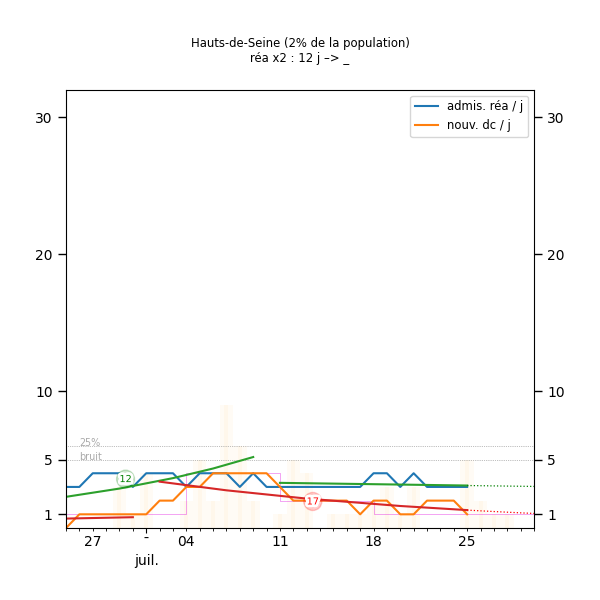 Hauts-de-Seine (2% de la population)
réa x2 : 12 j –> _
admis. réa / j
nouv. dc / j
30 30
20 20
10 10
25%
bruit
5 5
12
17
1 1
27 - 04 11 18 25
juil.